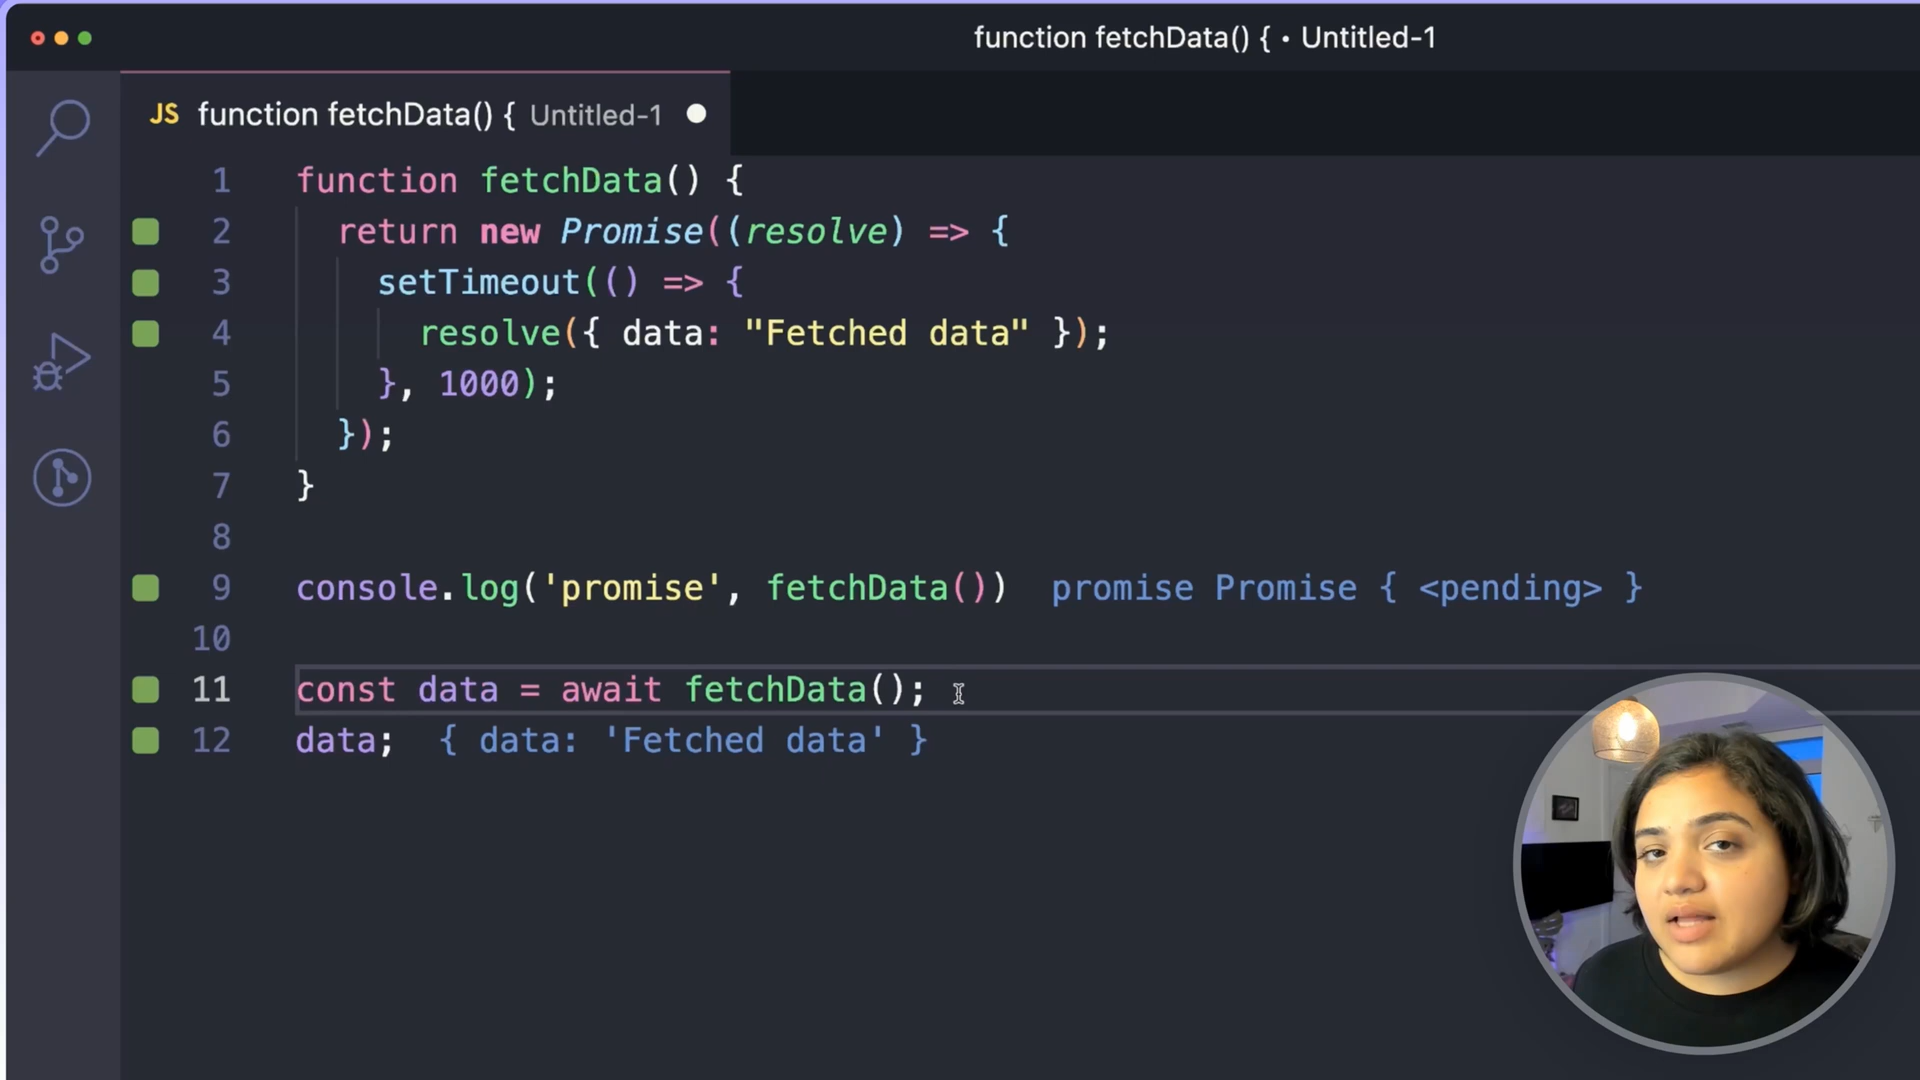 function fetchData() { • Untitled-1
JS function fetchData() { Untitled-1
1 function fetchData() {
2 return new Promise((resolve) => {
3 setTimeout(() => {
4 resolve({ data: "Fetched data" });
5 }, 1000);
6 });
7 }
8
9 console.log('promise', fetchData()) promise Promise { <pending> }
10
11 const data = await fetchData();
12 data; { data: 'Fetched data' }